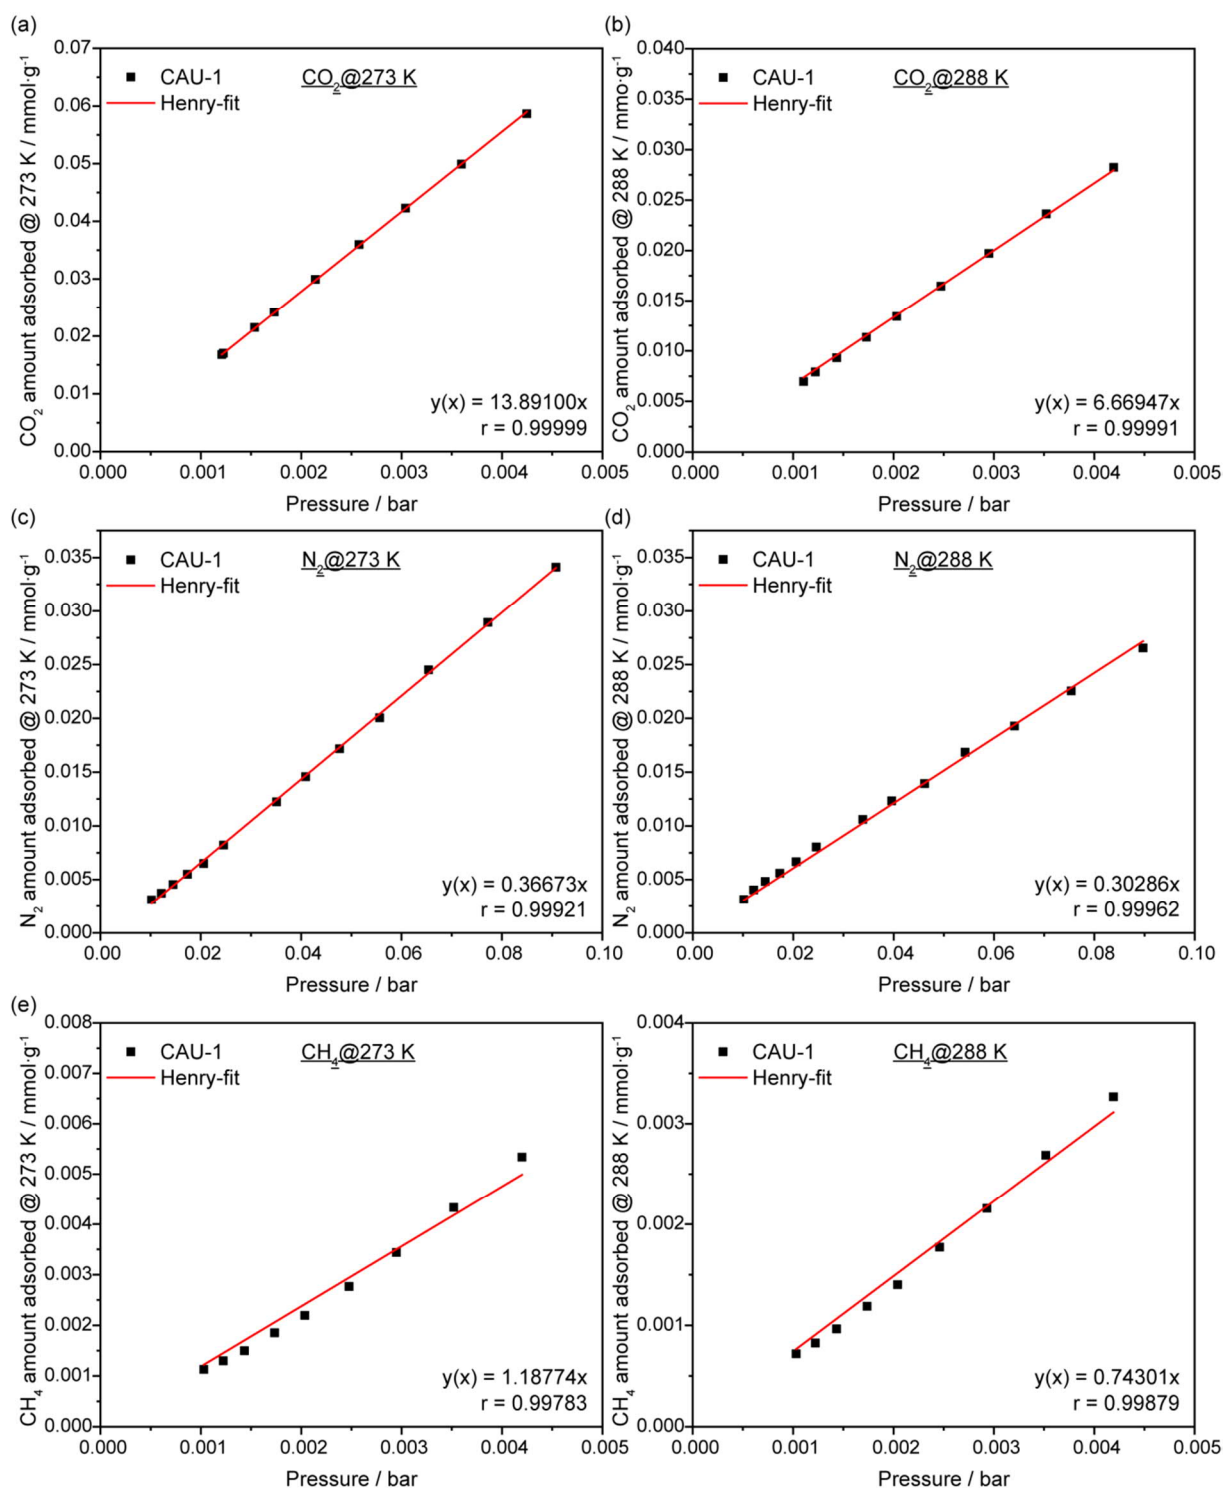 (a)
CO2 amount adsorbed @ 273 K / mmol·g-1
0.07
0.06
0.05
0.04
0.03
0.02
0.01
0.00
CAU-1
Henry-fit
CO2@273 K
y(x) = 13.89100x
r = 0.99999
0.000 0.001 0.002 0.003 0.004 0.005
Pressure / bar
(b)
CO2 amount adsorbed @ 288 K / mmol·g-1
0.040
0.035
0.030
0.025
0.020
0.015
0.010
0.005
0.000
CAU-1
Henry-fit
CO2@288 K
y(x) = 6.66947x
r = 0.99991
0.000 0.001 0.002 0.003 0.004 0.005
Pressure / bar
(c)
N2 amount adsorbed @ 273 K / mmol·g-1
0.035
0.030
0.025
0.020
0.015
0.010
0.005
0.000
CAU-1
Henry-fit
N2@273 K
y(x) = 0.36673x
r = 0.99921
0.00 0.02 0.04 0.06 0.08 0.10
Pressure / bar
(d)
N2 amount adsorbed @ 288 K / mmol·g-1
0.035
0.030
0.025
0.020
0.015
0.010
0.005
0.000
CAU-1
Henry-fit
N2@288 K
y(x) = 0.30286x
r = 0.99962
0.00 0.02 0.04 0.06 0.08 0.10
Pressure / bar
(e)
CH4 amount adsorbed @ 273 K / mmol·g-1
0.008
0.007
0.006
0.005
0.004
0.003
0.002
0.001
0.000
CAU-1
Henry-fit
CH4@273 K
y(x) = 1.18774x
r = 0.99783
0.000 0.001 0.002 0.003 0.004 0.005
Pressure / bar
CH4 amount adsorbed @ 288 K / mmol·g-1
0.004
0.003
0.002
0.001
0.000
CAU-1
Henry-fit
CH4@288 K
y(x) = 0.74301x
r = 0.99879
0.000 0.001 0.002 0.003 0.004 0.005
Pressure / bar